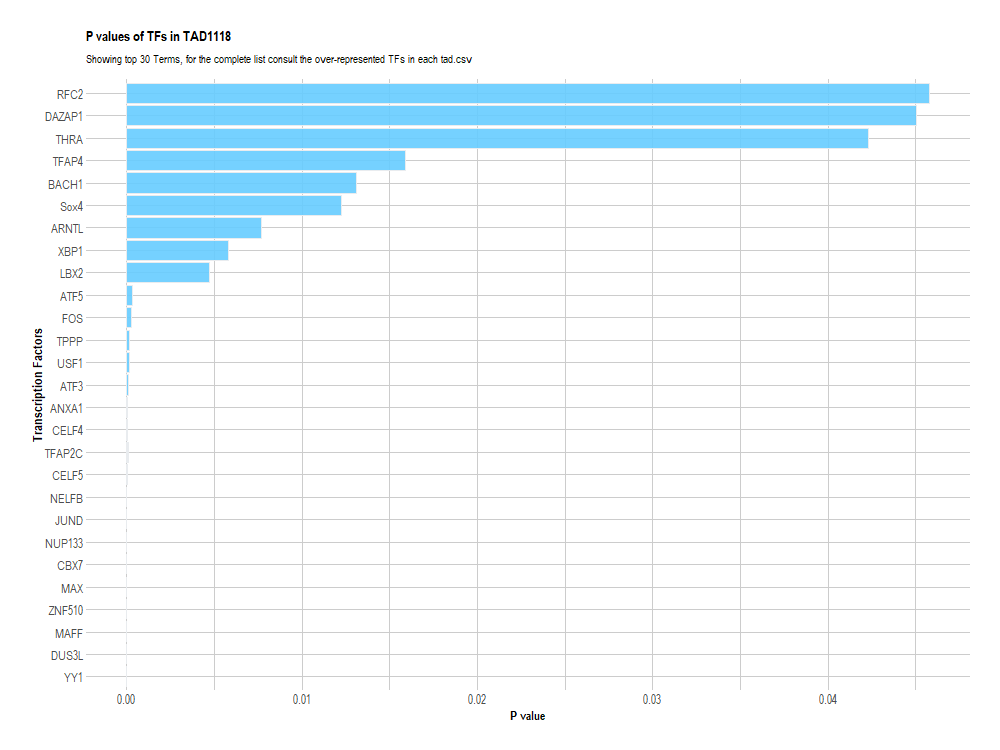 P values of TFs in TAD1118
Showing top 30 Terms, for the complete list consult the over-represented TFs in each tad.csv
Transcription Factors
RFC2
DAZAP1
THRA
TFAP4
BACH1
Sox4
ARNTL
XBP1
LBX2
ATF5
FOS
TPPP
USF1
ATF3
ANXA1
CELF4
TFAP2C
CELF5
NELFB
JUND
NUP133
CBX7
MAX
ZNF510
MAFF
DUS3L
YY1
0.00 0.01 0.02 0.03 0.04
P value